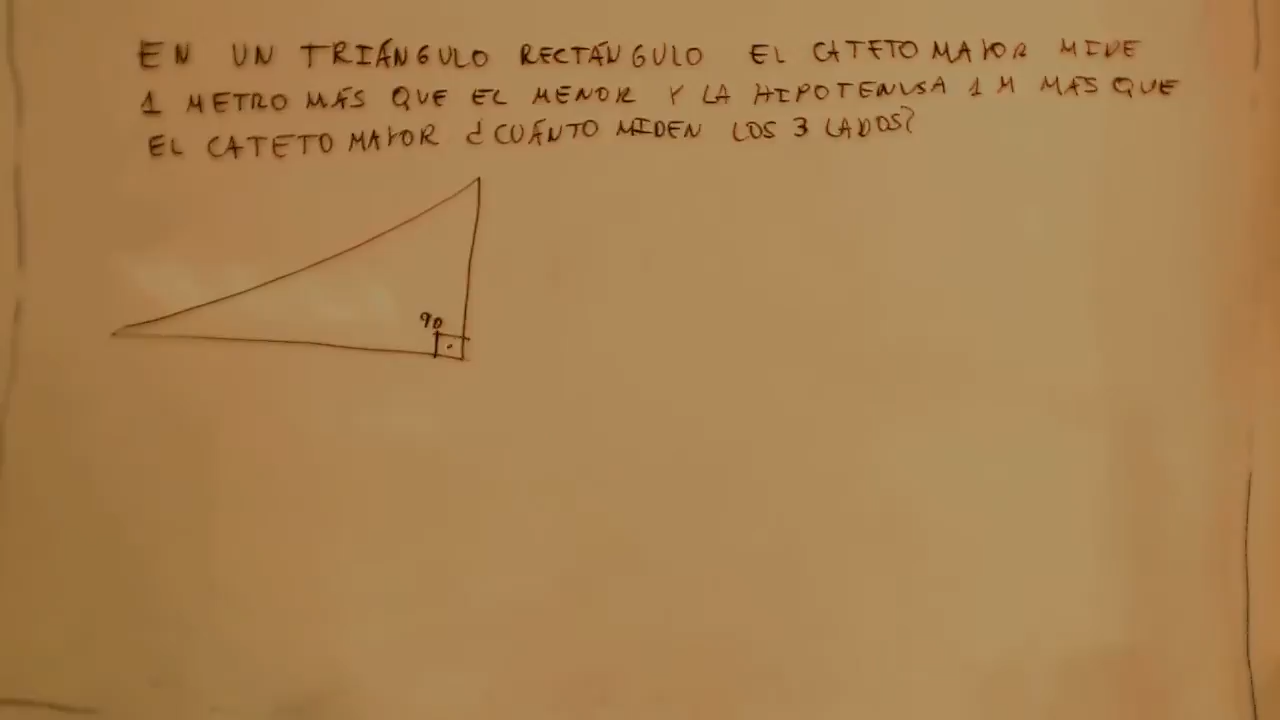 EN UN TRIÁNGULO RECTÁNGULO EL CATETO MAYOR MIDE
1 METRO MÁS QUE EL MENOR Y LA HIPOTENUSA 1 M MAS QUE
EL CATETO MAYOR ¿CUÁNTO MIDEN LOS 3 LADOS?
90